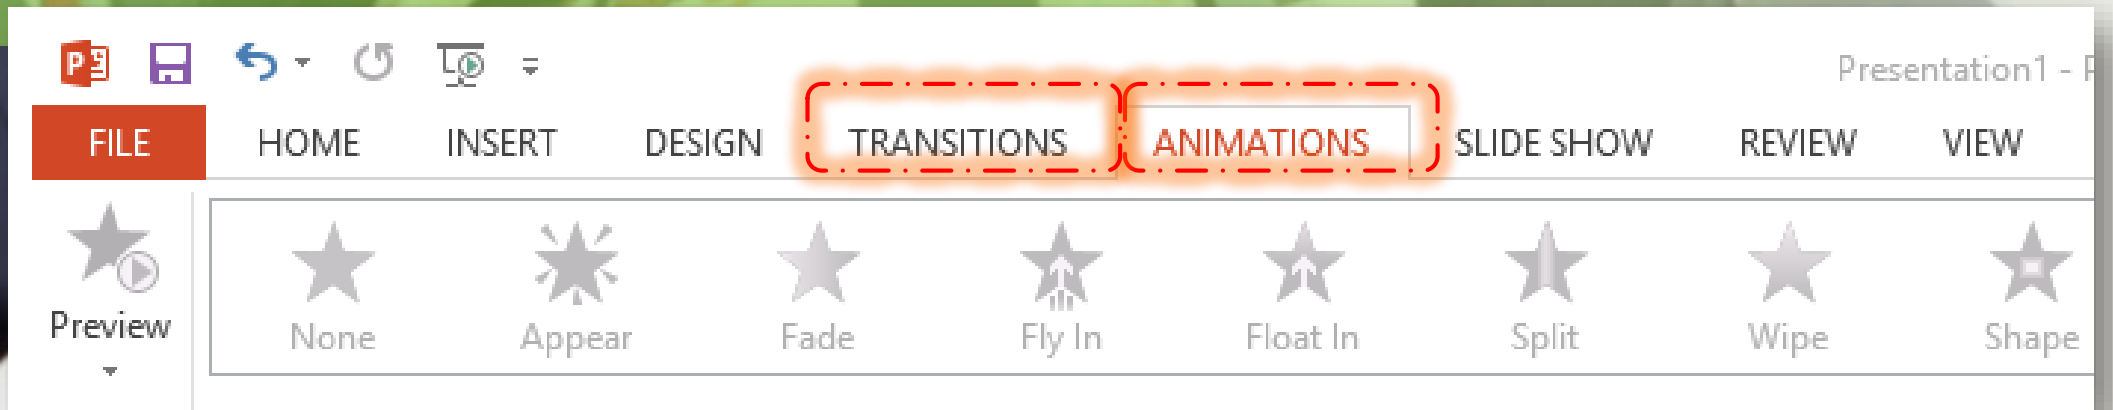 Presentation1 -
FILE HOME INSERT DESIGN TRANSITIONS ANIMATIONS SLIDE SHOW REVIEW VIEW
Preview None Appear Fade Fly In Float In Split Wipe Shape